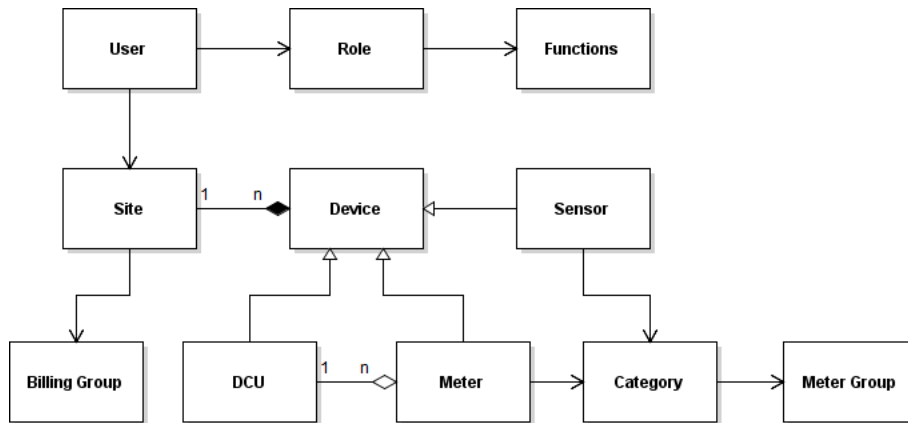 User
Role
Functions
Site
1
n
Device
Sensor
Billing Group
DCU
1
n
Meter
Category
Meter Group